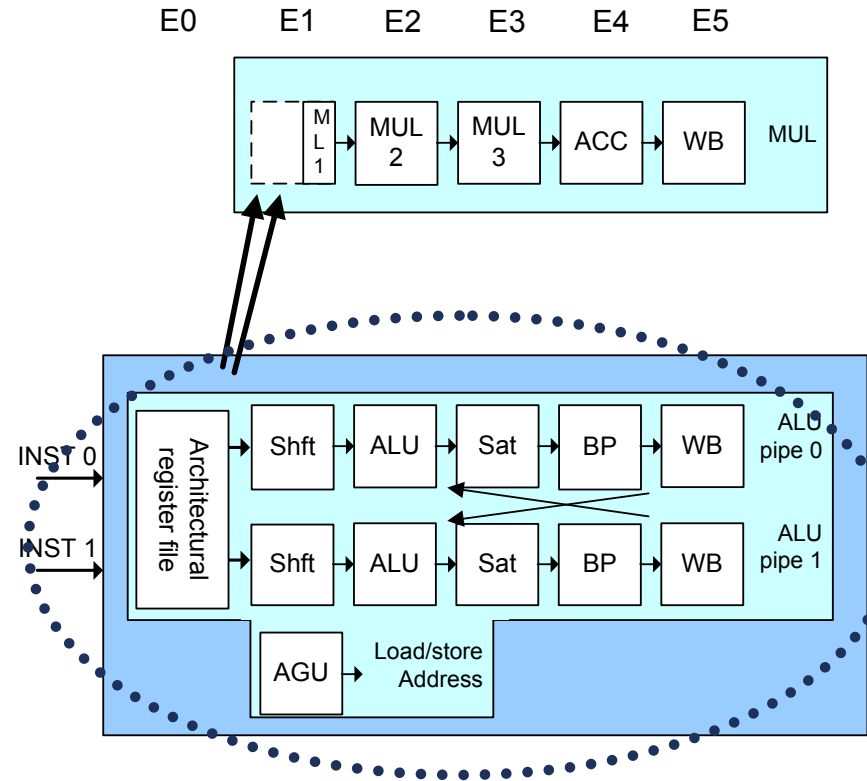 E0 E1 E2 E3 E4 E5
M
L
1
MUL
2
MUL
3
ACC
WB
MUL
INST 0
INST 1
Architectural
register file
Shft
ALU
Sat
BP
WB
ALU
pipe 0
Shft
ALU
Sat
BP
WB
ALU
pipe 1
AGU
Load/store
Address